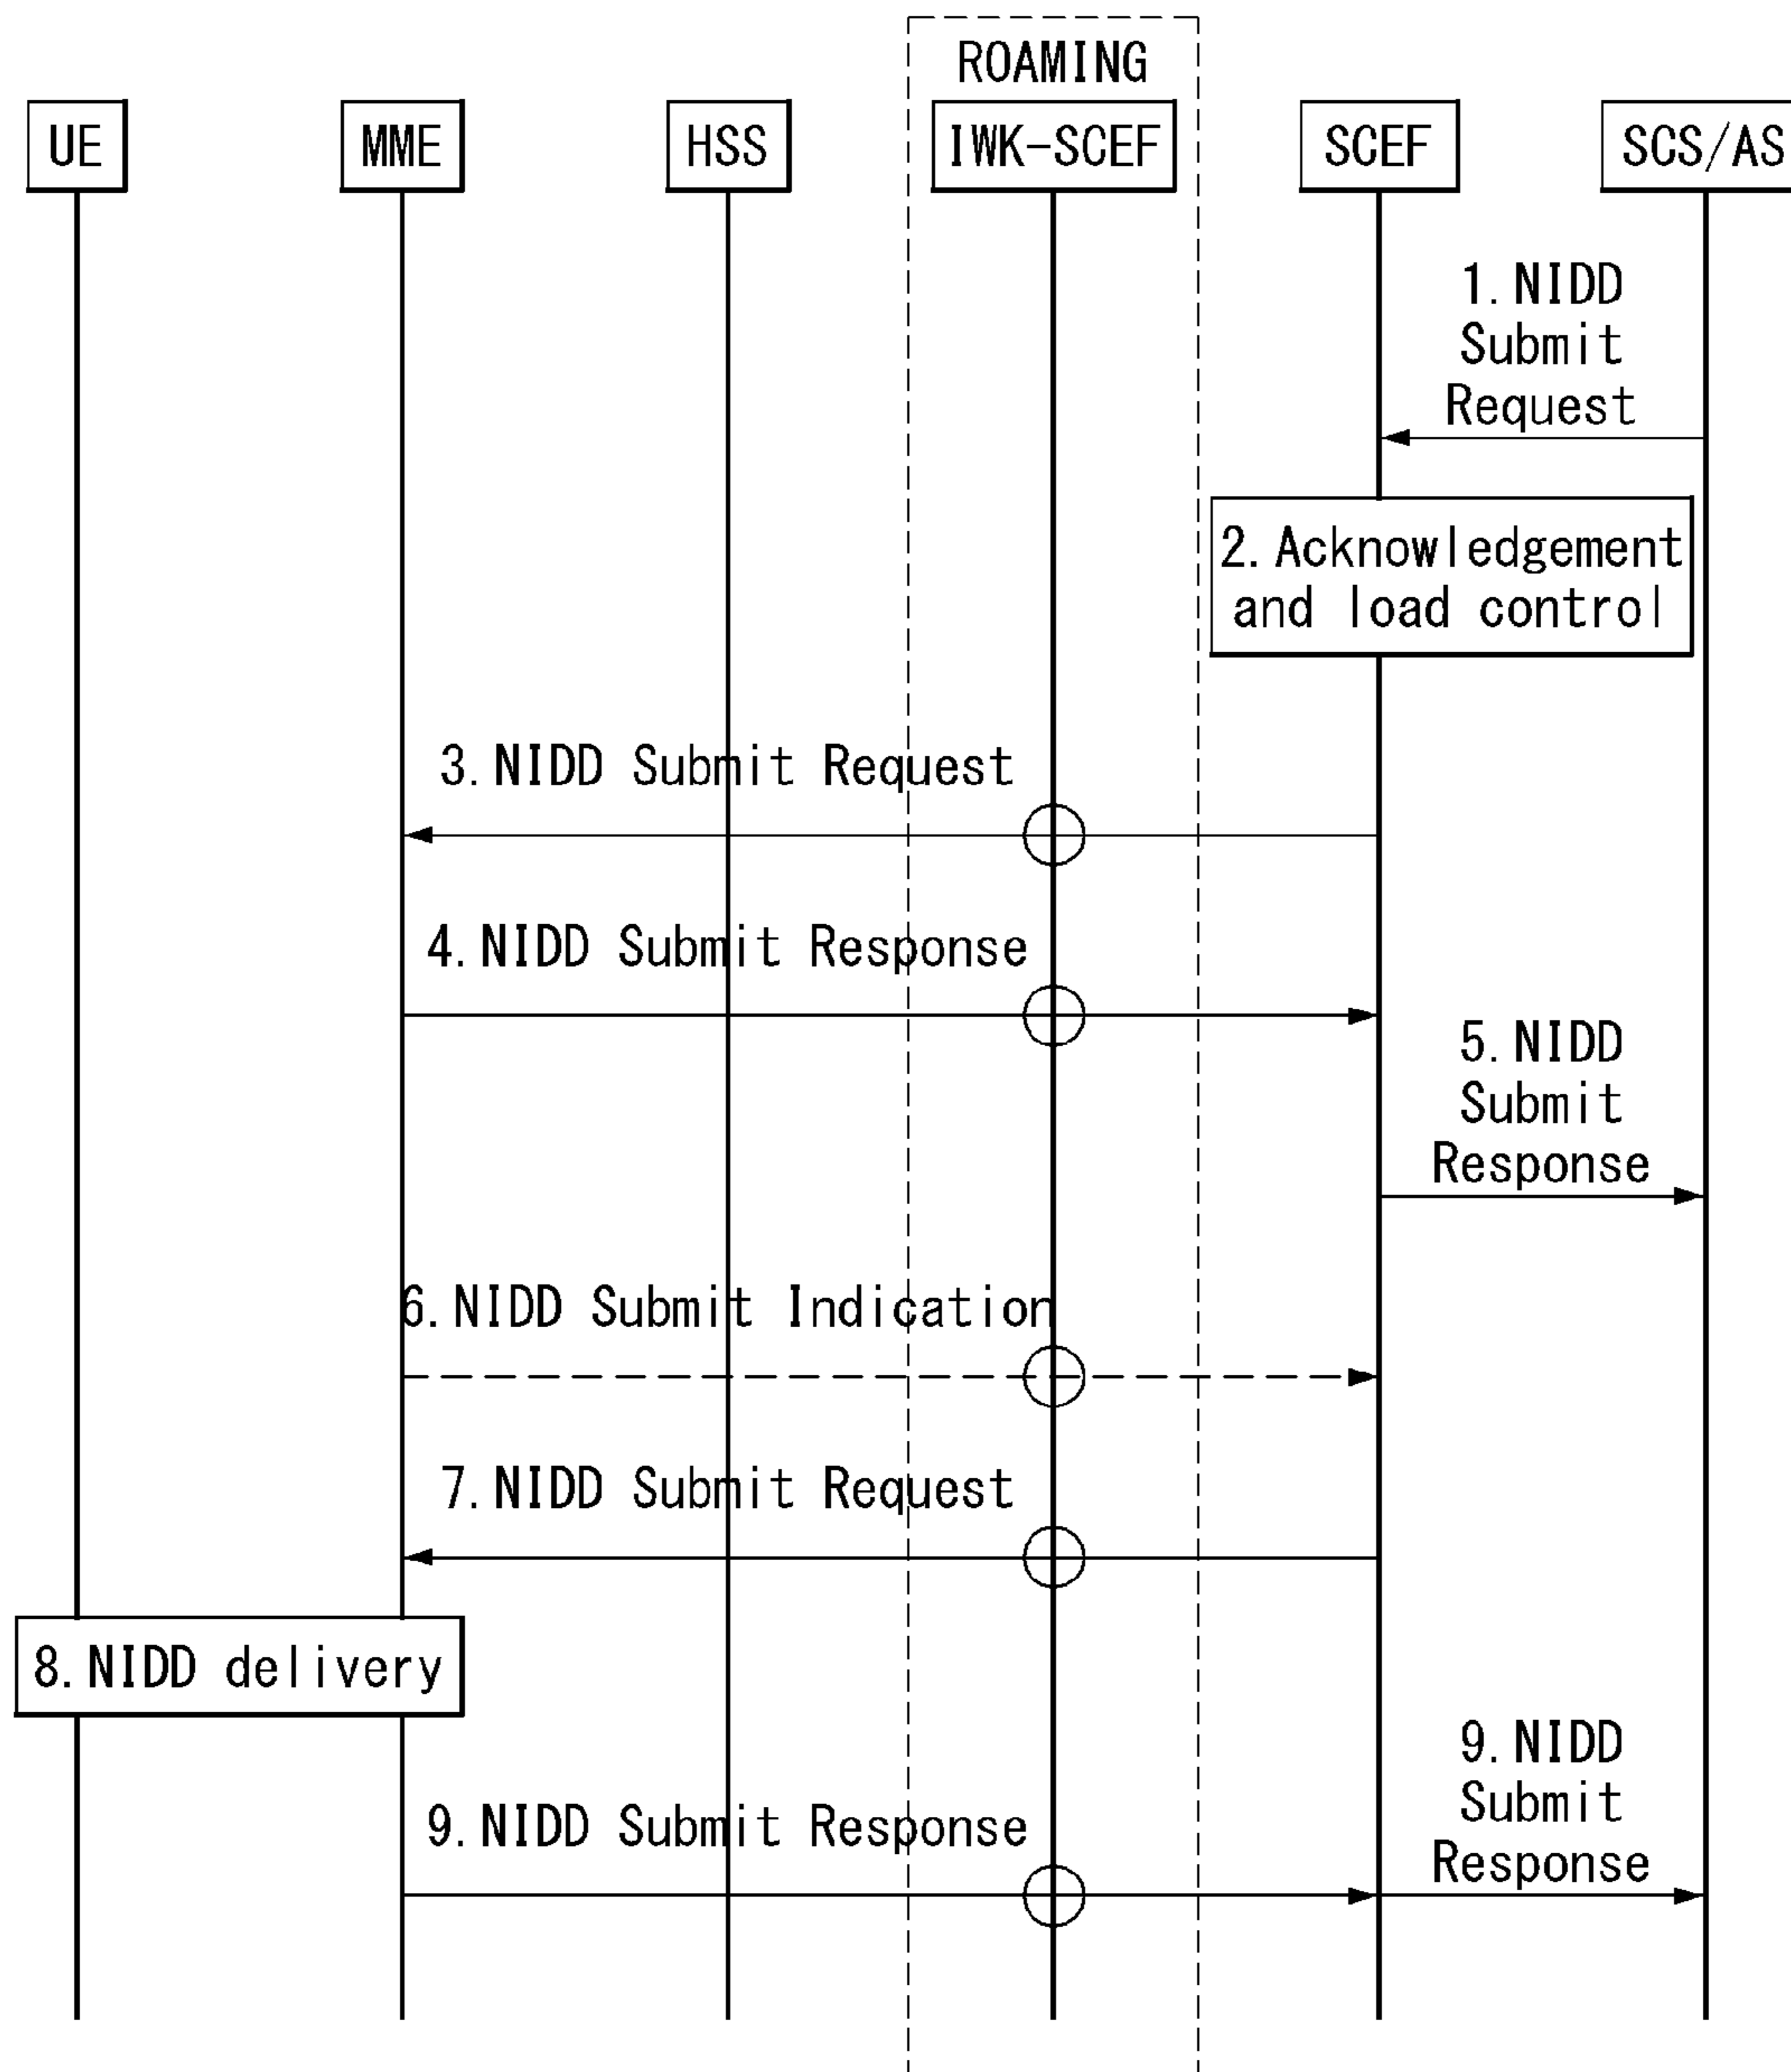 ROAMING
UE
MME
HSS
IWK-SCEF
SCEF
SCS/AS
1. NIDD
Submit
Request
2. Acknowledgement
and load control
3. NIDD Submit Request
4. NIDD Submit Response
5. NIDD
Submit
Response
6. NIDD Submit Indication
7. NIDD Submit Request
8. NIDD delivery
9. NIDD Submit Response
9. NIDD
Submit
Response